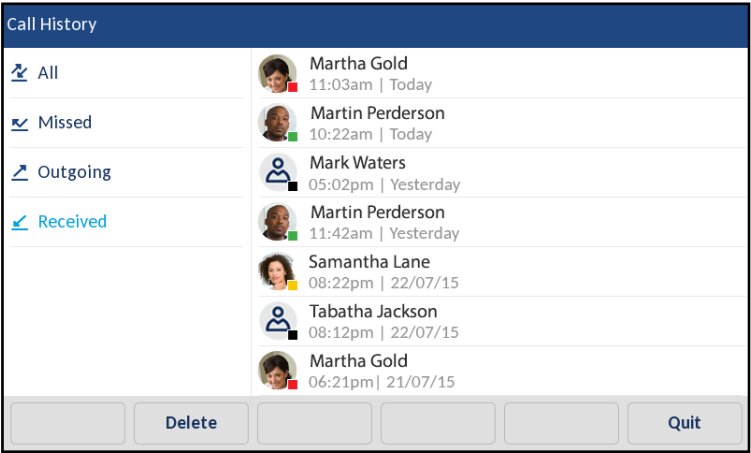 Call History
All
Missed
Outgoing
Received
Martha Gold
11:03am | Today
Martin Perderson
10:22am | Today
Mark Waters
05:02pm | Yesterday
Martin Perderson
11:42am | Yesterday
Samantha Lane
08:22pm | 22/07/15
Tabatha Jackson
08:12pm | 22/07/15
Martha Gold
06:21pm| 21/07/15
Delete
Quit